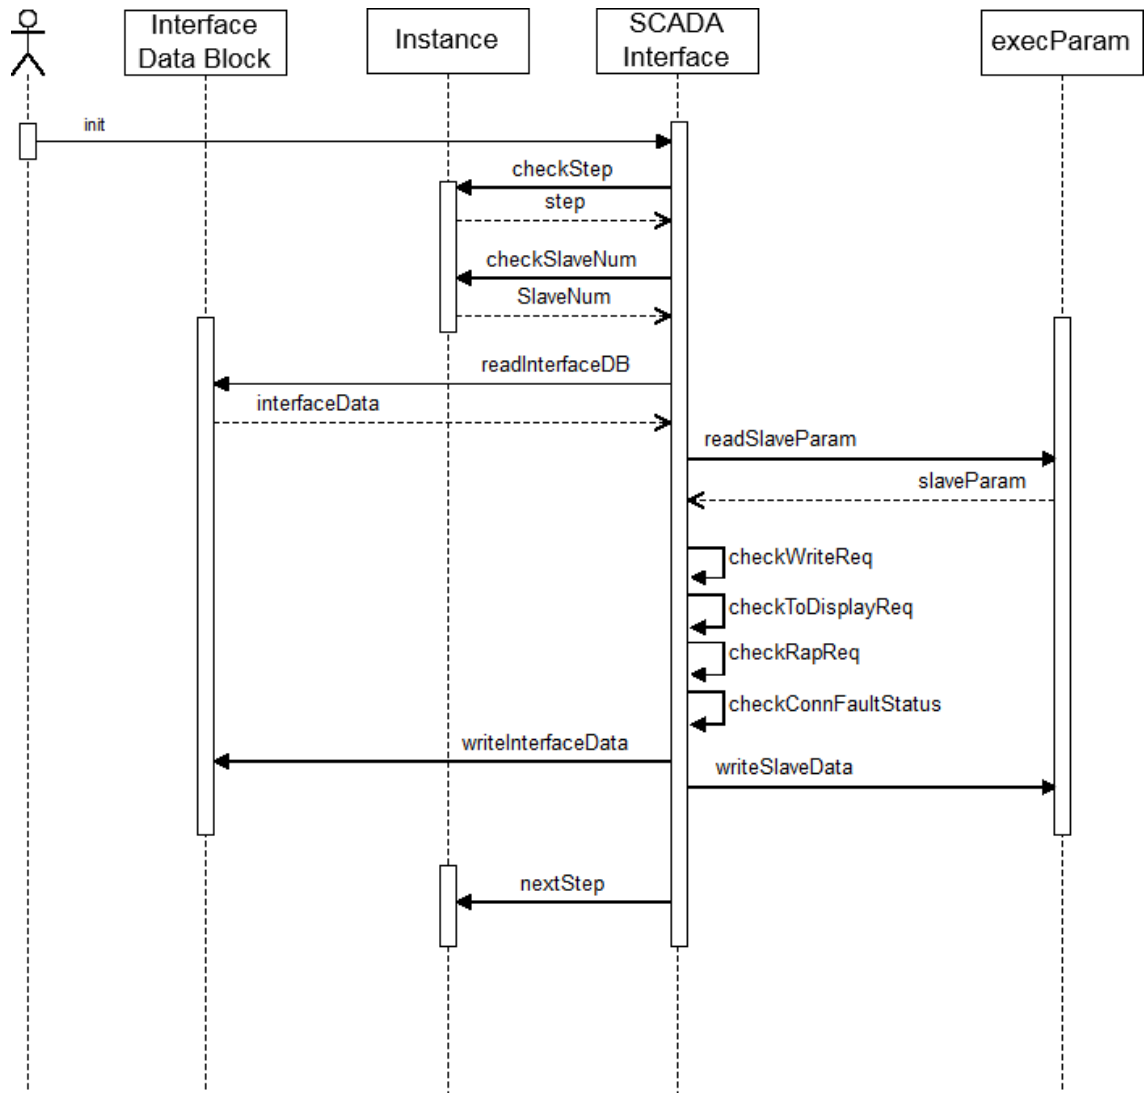 Interface
Data Block
Instance
SCADA
Interface
execParam
init
checkStep
step
checkSlaveNum
SlaveNum
readInterfaceDB
interfaceData
readSlaveParam
slaveParam
checkWriteReq
checkToDisplayReq
checkRapReq
checkConnFaultStatus
writeInterfaceData
writeSlaveData
nextStep